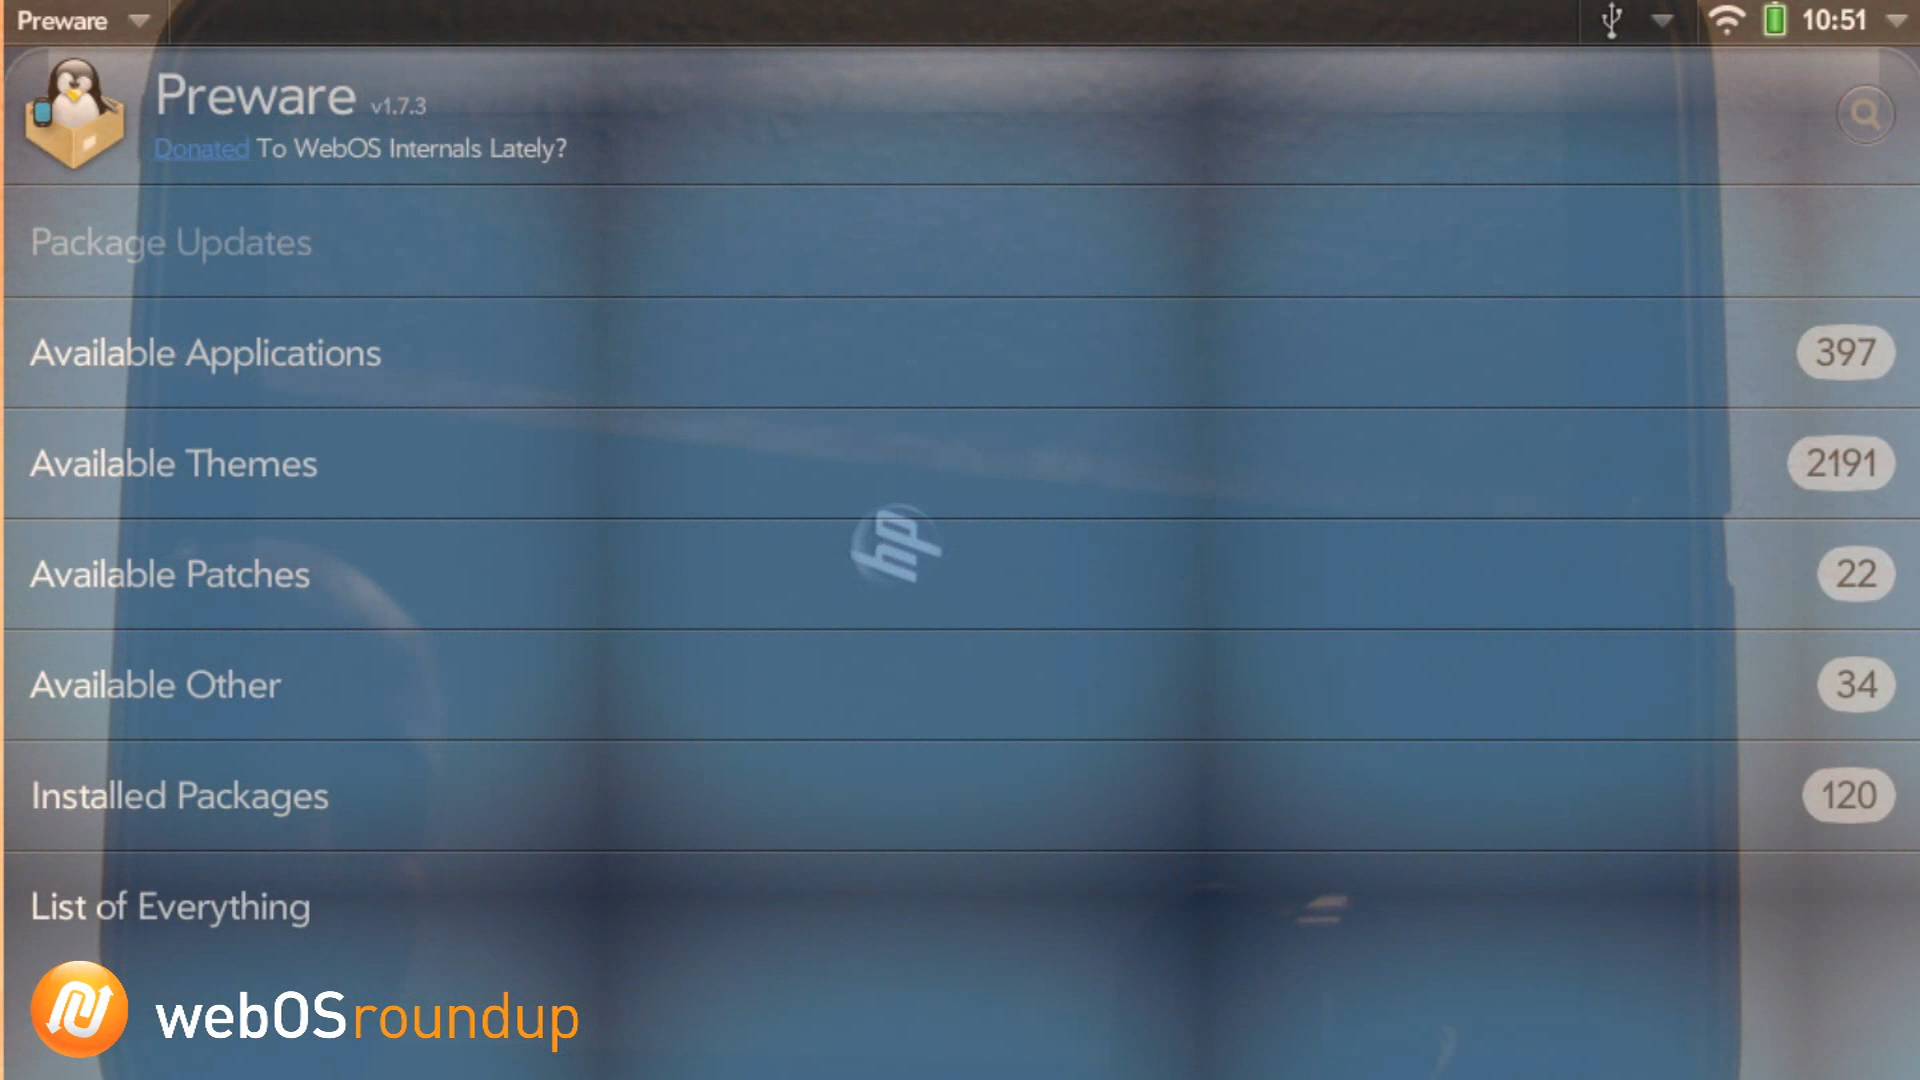 Preware
10:51
Preware v1.7.3
Donated To WebOS Internals Lately?
Package Updates
Available Applications 397
Available Themes 2191
Available Patches 22
hp
Available Other 34
Installed Packages 120
List of Everything
webOSroundup